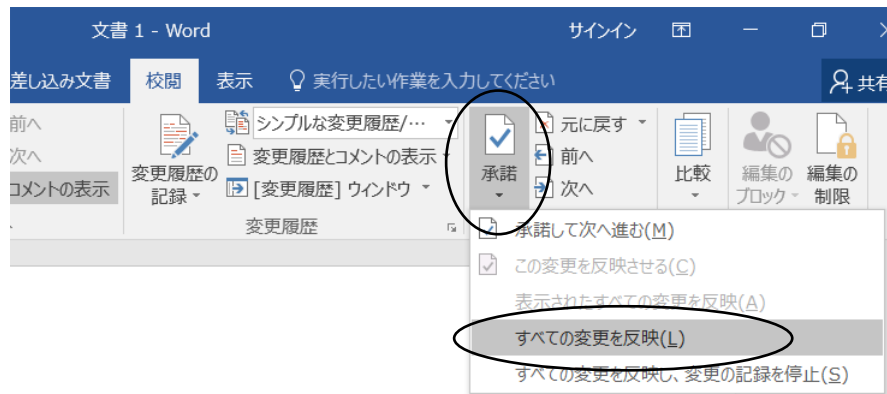 文書 1 - Word
サインイン
差し込み文書 校閲 表示 実行したい作業を入力してください 共有
前へ
次へ
コメントの表示
変更履歴の
記録
シンプルな変更履歴/…
変更履歴とコメントの表示
[変更履歴] ウィンドウ
変更履歴
承諾
元に戻す
前へ
次へ
比較
編集の
ブロック
編集の
制限
承諾して次へ進む(M)
この変更を反映させる(C)
表示されたすべての変更を反映(A)
すべての変更を反映(L)
すべての変更を反映し、変更の記録を停止(S)